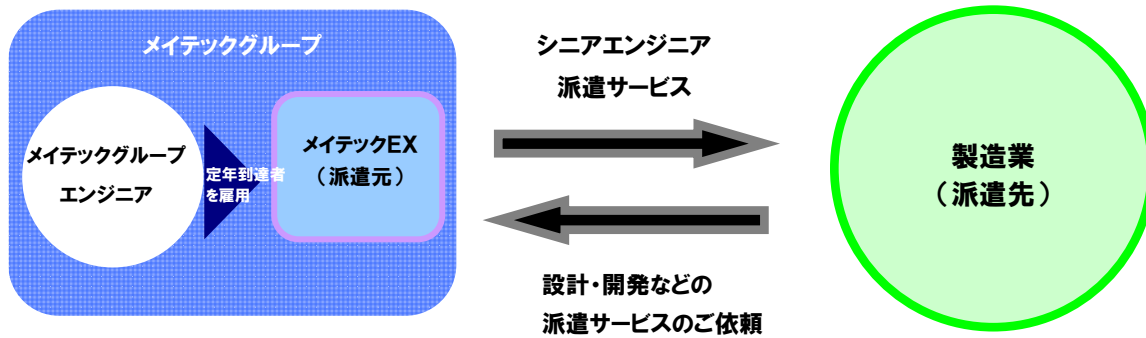 メイテックグループ
メイテックグループ
エンジニア
定年到達者
を雇用
メイテックEX
（派遣元）
シニアエンジニア
派遣サービス
設計・開発などの
派遣サービスのご依頼
製造業
（派遣先）